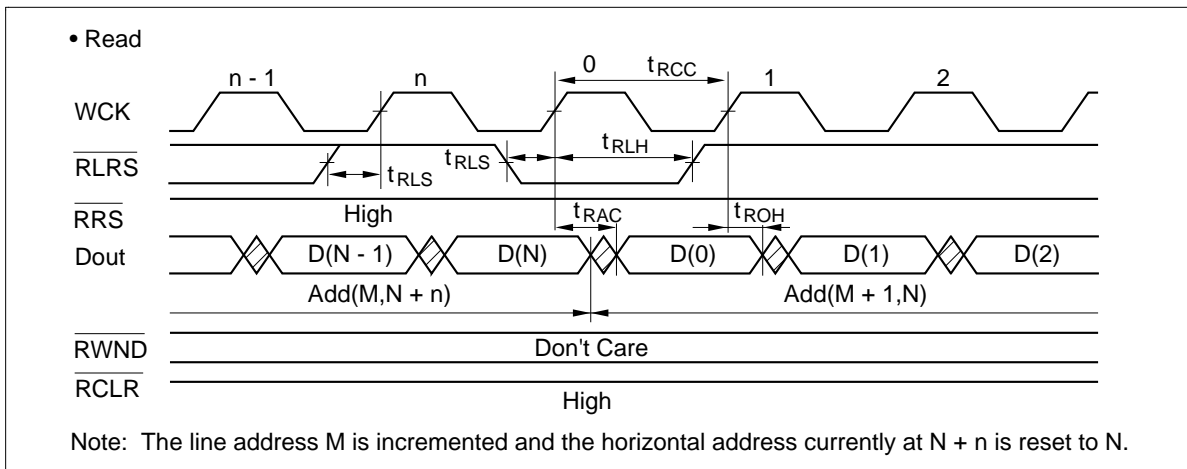 • Read
n - 1 n 0 tRCC 1 2
WCK
RLRS tRLS tRLS tRLH
RRS High tRAC tROH
Dout D(N - 1) D(N) D(0) D(1) D(2)
Add(M,N + n) Add(M + 1,N)
RWND Don't Care
RCLR High
Note: The line address M is incremented and the horizontal address currently at N + n is reset to N.